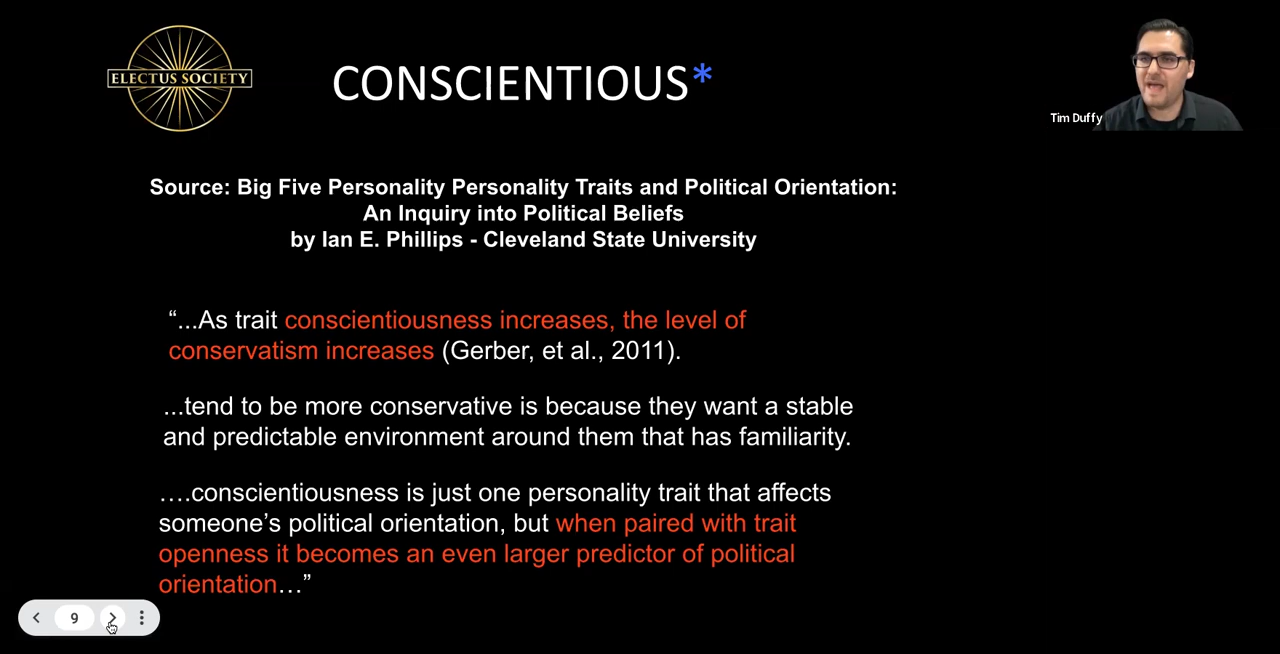 ELECTUS SOCIETY
CONSCIENTIOUS*
Tim Duffy
Source: Big Five Personality Personality Traits and Political Orientation:
An Inquiry into Political Beliefs
by Ian E. Phillips - Cleveland State University
“...As trait conscientiousness increases, the level of
conservatism increases (Gerber, et al., 2011).
...tend to be more conservative is because they want a stable
and predictable environment around them that has familiarity.
….conscientiousness is just one personality trait that affects
someone’s political orientation, but when paired with trait
openness it becomes an even larger predictor of political
orientation…”
9